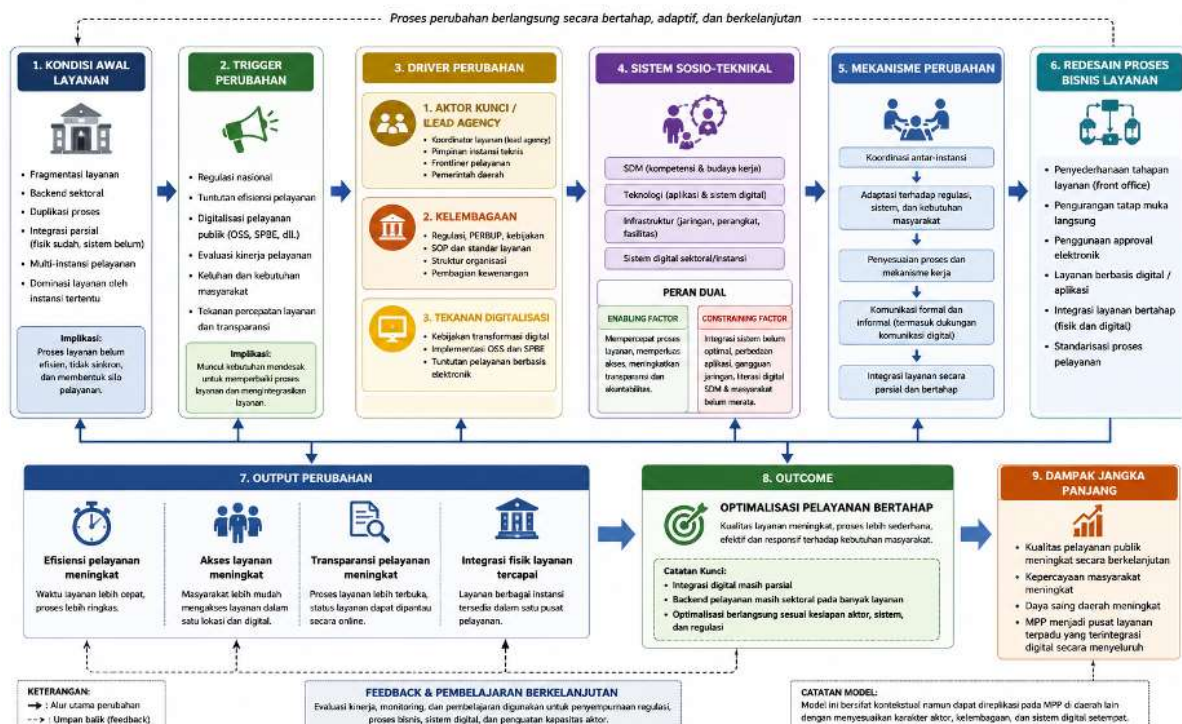 Proses perubahan berlangsung secara bertahap, adaptif, dan berkelanjutan
1. KONDISI AWAL
LAYANAN
• Fragmentasi layanan
• Backend sektoral
• Duplikasi proses
• Integrasi parsial
(fisik sudah, sistem belum)
• Multi-instansi pelayanan
• Dominasi layanan oleh
instansi tertentu
Implikasi:
Proses layanan belum
efisien, tidak sinkron,
dan membentuk silo
pelayanan.
2. TRIGGER
PERUBAHAN
• Regulasi nasional
• Tuntutan efisiensi pelayanan
• Digitalisasi pelayanan
publik (OSS, SPBE, dll.)
• Evaluasi kinerja pelayanan
• Keluhan dan kebutuhan
masyarakat
• Tekanan percepatan layanan
dan transparansi
Implikasi:
Muncul kebutuhan mendesak
untuk memperbaiki proses
layanan dan mengintegrasikan
layanan.
3. DRIVER PERUBAHAN
1. AKTOR KUNCI /
LEAD AGENCY
• Koordinator layanan (lead agency)
• Pimpinan instansi teknis
• Frontliner pelayanan
• Pemerintah daerah
2. KELEMBAGAAN
• Regulasi, PERBUP, kebijakan
• SOP dan standar layanan
• Struktur organisasi
• Pembagian kewenangan
3. TEKANAN DIGITALISASI
• Kebijakan transformasi digital
• Implementasi OSS dan SPBE
• Tuntutan pelayanan berbasis
elektronik
4. SISTEM SOSIO-TEKNIKAL
SDM (kompetensi & budaya kerja)
Teknologi (aplikasi & sistem digital)
Infrastruktur (jaringan, perangkat,
fasilitas)
Sistem digital sektoral/instansi
PERAN DUAL
ENABLING FACTOR
Mempercepat proses
layanan, memperluas
akses, meningkatkan
transparansi dan
akuntabilitas.
CONSTRAINING FACTOR
Integrasi sistem belum
optimal, perbedaan
aplikasi, gangguan
jaringan, literasi digital
SDM & masyarakat
belum merata.
5. MEKANISME PERUBAHAN
Koordinasi antar-instansi
Adaptasi terhadap regulasi,
sistem, dan kebutuhan
masyarakat
Penyesuaian proses dan
mekanisme kerja
Komunikasi formal dan
informal (termasuk dukungan
komunikasi digital)
Integrasi layanan secara
parsial dan bertahap
6. REDESAIN PROSES
BISNIS LAYANAN
• Penyederhanaan tahapan
layanan (front office)
• Pengurangan tatap muka
langsung
• Penggunaan approval
elektronik
• Layanan berbasis digital /
aplikasi
• Integrasi layanan bertahap
(fisik dan digital)
• Standarisasi proses
pelayanan
7. OUTPUT PERUBAHAN
Efisiensi pelayanan
meningkat
Waktu layanan lebih cepat,
proses lebih ringkas.
Akses layanan
meningkat
Masyarakat lebih mudah
mengakses layanan dalam
satu lokasi dan digital.
Transparansi pelayanan
meningkat
Proses layanan lebih terbuka,
status layanan dapat dipantau
secara online.
Integrasi fisik layanan
tercapai
Layanan berbagai instansi
tersedia dalam satu pusat
pelayanan.
8. OUTCOME
OPTIMALISASI PELAYANAN BERTAHAP
Kualitas layanan meningkat, proses lebih sederhana,
efektif dan responsif terhadap kebutuhan masyarakat.
Catatan Kunci:
• Integrasi digital masih parsial
• Backend pelayanan masih sektoral pada banyak layanan
• Optimalisasi berlangsung sesuai kesiapan aktor, sistem,
dan regulasi
9. DAMPAK JANGKA
PANJANG
• Kualitas pelayanan publik
meningkat secara berkelanjutan
• Kepercayaan masyarakat
meningkat
• Daya saing daerah meningkat
• MPP menjadi pusat layanan
terpadu yang terintegrasi
digital secara menyeluruh
KETERANGAN:
→ : Alur utama perubahan
--> : Umpan balik (feedback)
FEEDBACK & PEMBELAJARAN BERKELANJUTAN
Evaluasi kinerja, monitoring, dan pembelajaran digunakan untuk penyempurnaan regulasi,
proses bisnis, sistem digital, dan penguatan kapasitas aktor.
CATATAN MODEL:
Model ini bersifat kontekstual namun dapat direplikasi pada MPP di daerah lain
dengan menyesuaikan karakter aktor, kelembagaan, dan sistem digital setempat.